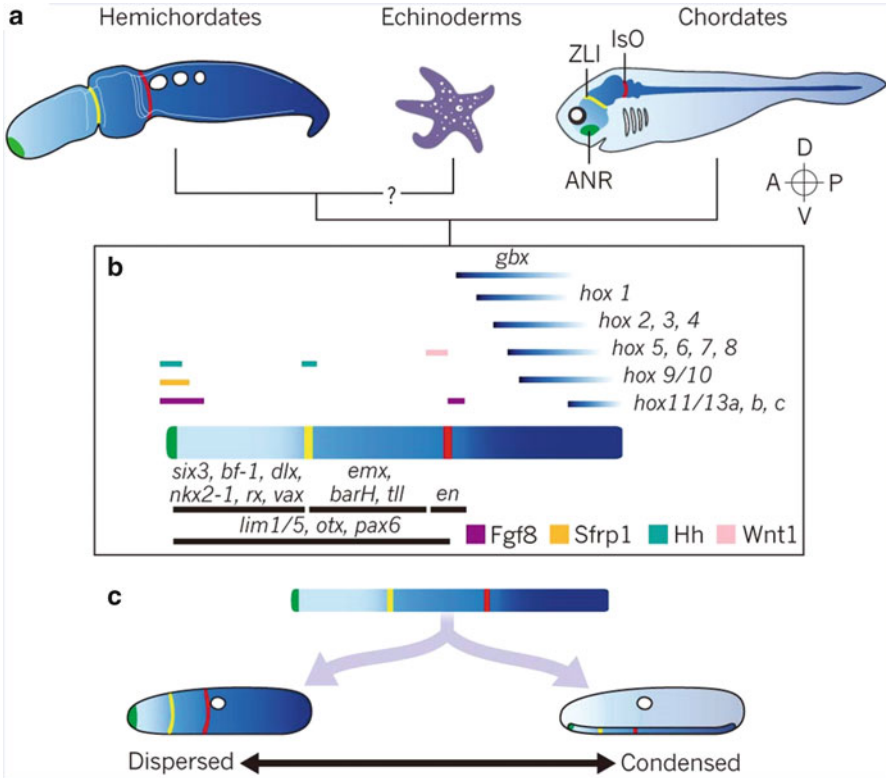 a
Hemichordates
Echinoderms
Chordates
ZLI
IsO
ANR
?
D
A
P
V
b
gbx
hox 1
hox 2, 3, 4
hox 5, 6, 7, 8
hox 9/10
hox11/13a, b, c
six3, bf-1, dlx,
nkx2-1, rx, vax
emx,
barH, tll
en
lim1/5, otx, pax6
Fgf8
Sfrp1
Hh
Wnt1
c
Dispersed
Condensed